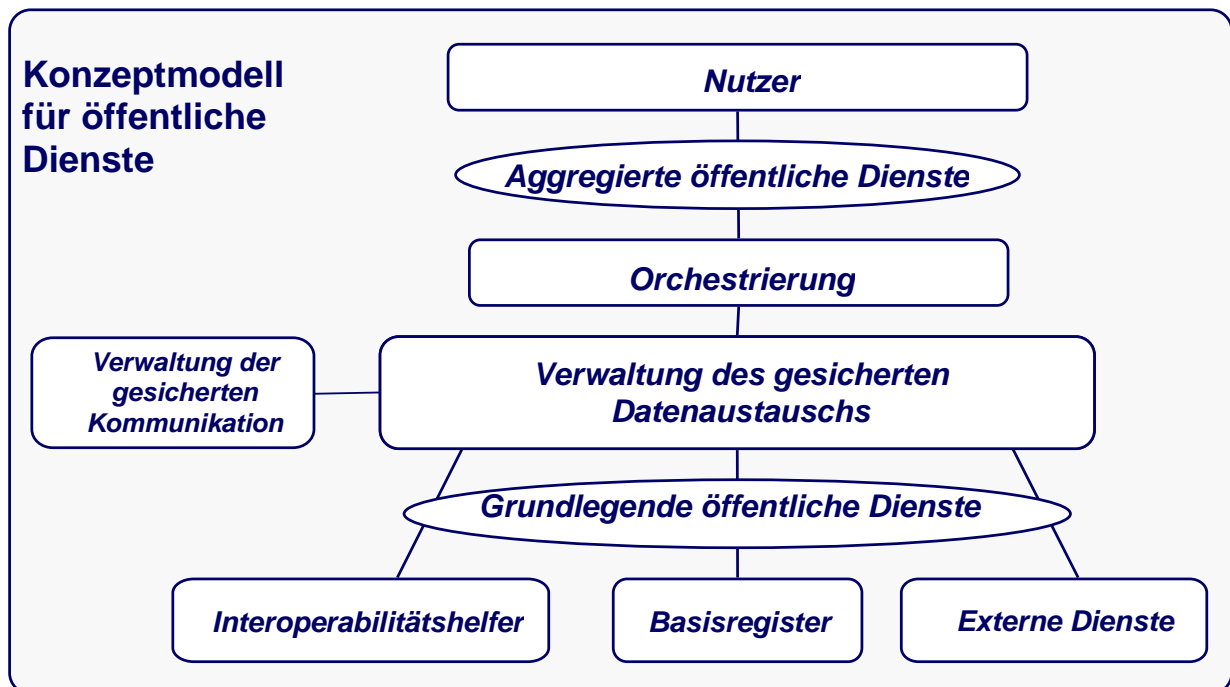 Konzeptmodell
für öffentliche
Dienste
Nutzer
Aggregierte öffentliche Dienste
Orchestrierung
Verwaltung der
gesicherten
Kommunikation
Verwaltung des gesicherten
Datenaustauschs
Grundlegende öffentliche Dienste
Interoperabilitätshelfer
Basisregister
Externe Dienste